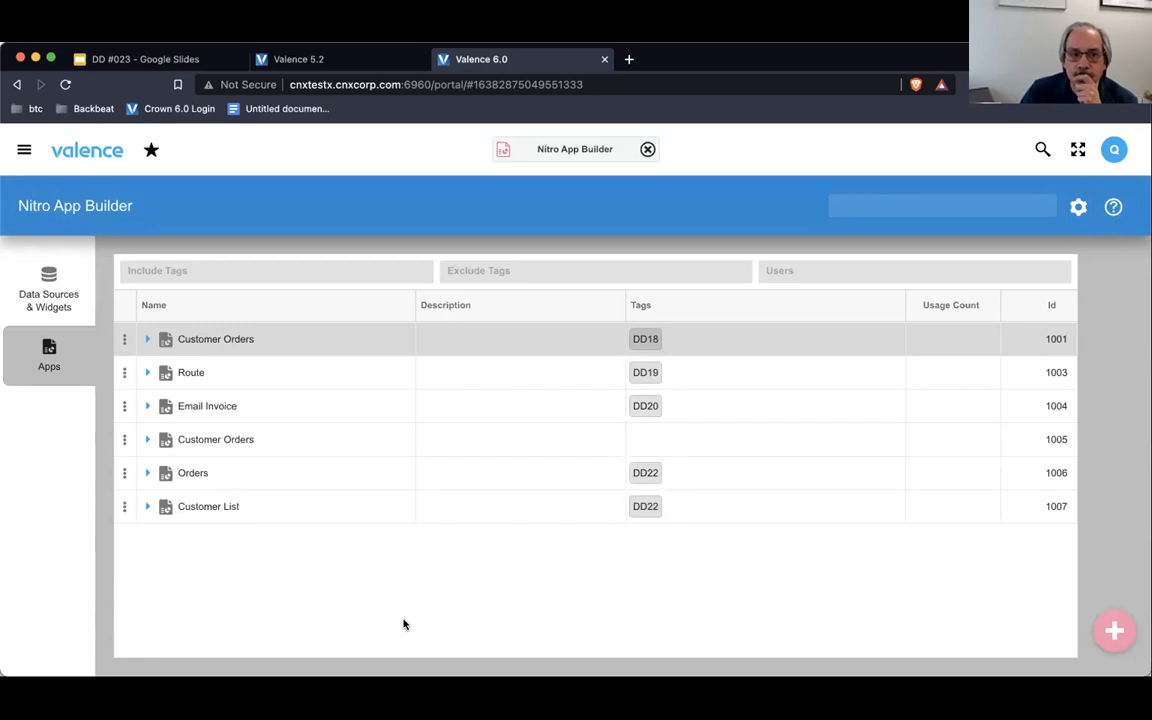 DD #023 - Google Slides
Valence 5.2
Valence 6.0
Not Secure
cnxtestx.cnxcorp.com:6960/portal/#16382875049551333
btc
Backbeat
Crown 6.0 Login
Untitled documen...
valence
Nitro App Builder
Q
Nitro App Builder
Data Sources
& Widgets
Apps
Include Tags
Exclude Tags
Users
Name
Description
Tags
Usage Count
Id
Customer Orders
DD18
1001
Route
DD19
1003
Email Invoice
DD20
1004
Customer Orders
1005
Orders
DD22
1006
Customer List
DD22
1007